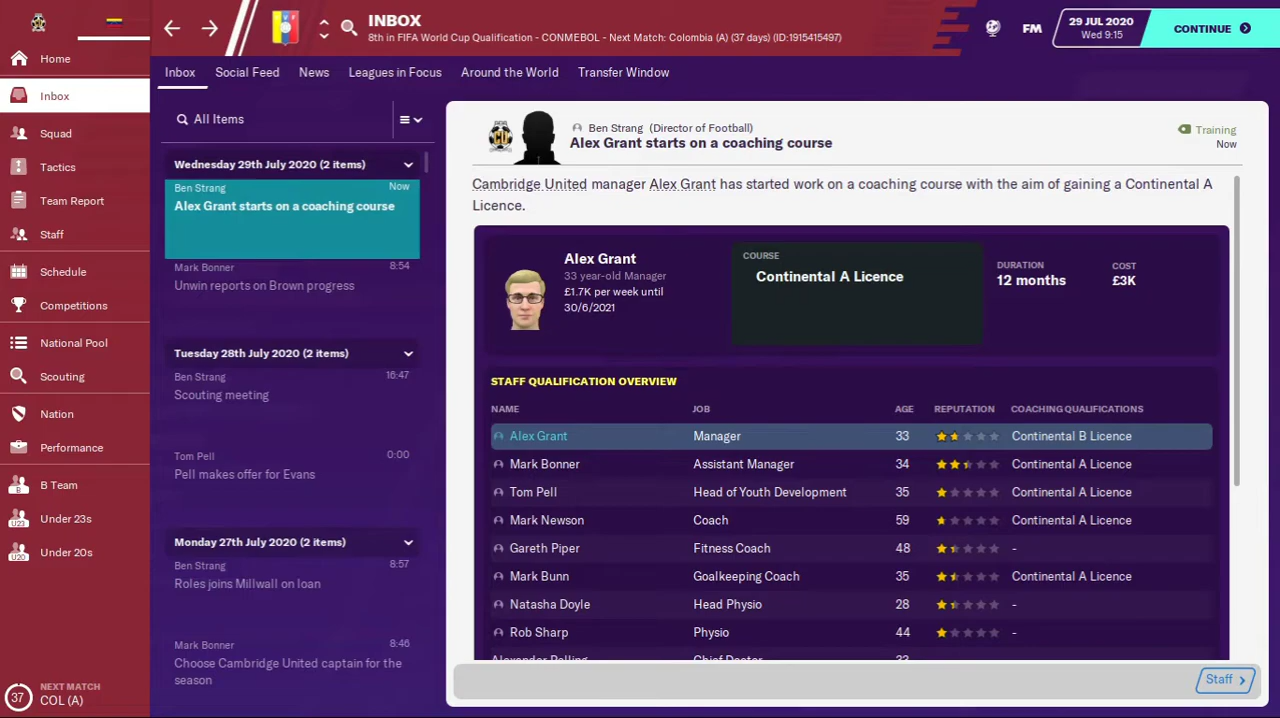 INBOX
8th in FIFA World Cup Qualification - CONMEBOL - Next Match: Colombia (A) (37 days) (ID:1915415497)
FM
29 JUL 2020
Wed 9:15
CONTINUE
Home
Inbox
Squad
Tactics
Team Report
Staff
Schedule
Competitions
National Pool
Scouting
Nation
Performance
B Team
Under 23s
Under 20s
37
NEXT MATCH
COL (A)
Inbox Social Feed News Leagues in Focus Around the World Transfer Window
All Items
Wednesday 29th July 2020 (2 items)
Ben Strang Now
Alex Grant starts on a coaching course
Mark Bonner 8:54
Unwin reports on Brown progress
Tuesday 28th July 2020 (2 items)
Ben Strang 16:47
Scouting meeting
Tom Pell 0:00
Pell makes offer for Evans
Monday 27th July 2020 (2 items)
Ben Strang 8:57
Roles joins Millwall on loan
Mark Bonner 8:46
Choose Cambridge United captain for the
season
Ben Strang (Director of Football)
Alex Grant starts on a coaching course
Training
Now
Cambridge United manager Alex Grant has started work on a coaching course with the aim of gaining a Continental A
Licence.
Alex Grant
33 year-old Manager
£1.7K per week until
30/6/2021
COURSE
Continental A Licence
DURATION
12 months
COST
£3K
STAFF QUALIFICATION OVERVIEW
NAME JOB AGE REPUTATION COACHING QUALIFICATIONS
Alex Grant Manager 33 Continental B Licence
Mark Bonner Assistant Manager 34 Continental A Licence
Tom Pell Head of Youth Development 35 Continental A Licence
Mark Newson Coach 59 Continental A Licence
Gareth Piper Fitness Coach 48 -
Mark Bunn Goalkeeping Coach 35 Continental A Licence
Natasha Doyle Head Physio 28 -
Rob Sharp Physio 44 -
Staff